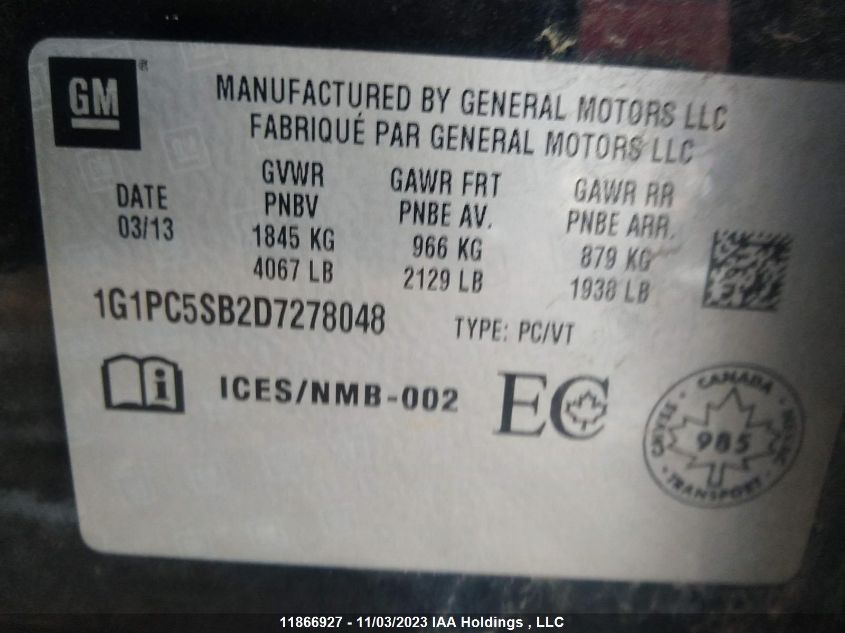 GM®
MANUFACTURED BY GENERAL MOTORS LLC
FABRIQUÉ PAR GENERAL MOTORS LLC
DATE
03/13
GVWR
PNBV
1845 KG
4067 LB
GAWR FRT
PNBE AV.
966 KG
2129 LB
GAWR RR
PNBE ARR.
879 KG
1938 LB
1G1PC5SB2D7278048
TYPE: PC/VT
i ICES/NMB-002
EC
CANADA
985
TRANSPORT
11866927 - 11/03/2023 IAA Holdings , LLC